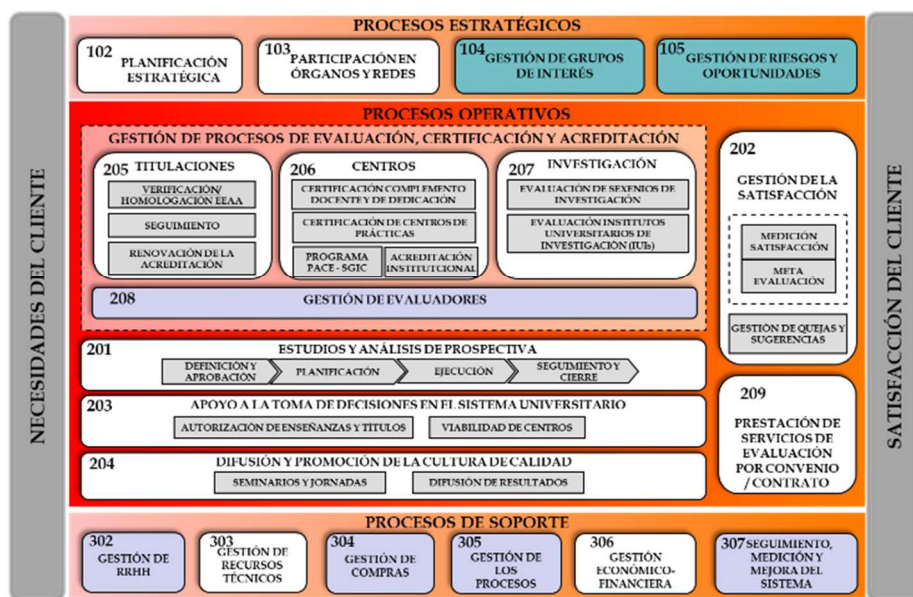 NECESIDADES DEL CLIENTE
PROCESOS ESTRATÉGICOS
102
PLANIFICACIÓN
ESTRATÉGICA
103
PARTICIPACIÓN EN
ÓRGANOS Y REDES
104
GESTIÓN DE GRUPOS
DE INTERÉS
105
GESTIÓN DE RIESGOS Y
OPORTUNIDADES
PROCESOS OPERATIVOS
GESTIÓN DE PROCESOS DE EVALUACIÓN, CERTIFICACIÓN Y ACREDITACIÓN
205 TITULACIONES
VERIFICACIÓN/
HOMOLOGACIÓN EEAA
SEGUIMIENTO
RENOVACIÓN DE LA
ACREDITACIÓN
206 CENTROS
CERTIFICACIÓN COMPLEMENTO
DOCENTE Y DE DEDICACIÓN
CERTIFICACIÓN DE CENTROS DE
PRÁCTICAS
PROGRAMA
PACE - SGIC
ACREDITACIÓN
INSTITUCIONAL
207 INVESTIGACIÓN
EVALUACIÓN DE SEXENIOS DE
INVESTIGACIÓN
EVALUACIÓN INSTITUTOS
UNIVERSITARIOS DE
INVESTIGACIÓN (IUIs)
208 GESTIÓN DE EVALUADORES
202
GESTIÓN DE LA
SATISFACCIÓN
MEDICIÓN
SATISFACCIÓN
META
EVALUACIÓN
GESTIÓN DE QUEJAS Y
SUGERENCIAS
201
ESTUDIOS Y ANÁLISIS DE PROSPECTIVA
DEFINICIÓN Y
APROBACIÓN
PLANIFICACIÓN
EJECUCIÓN
SEGUIMIENTO Y
CIERRE
203
APOYO A LA TOMA DE DECISIONES EN EL SISTEMA UNIVERSITARIO
AUTORIZACIÓN DE ENSEÑANZAS Y TÍTULOS
VIABILIDAD DE CENTROS
204
DIFUSIÓN Y PROMOCIÓN DE LA CULTURA DE CALIDAD
SEMINARIOS Y JORNADAS
DIFUSIÓN DE RESULTADOS
209
PRESTACIÓN DE
SERVICIOS DE
EVALUACIÓN
POR CONVENIO
/ CONTRATO
PROCESOS DE SOPORTE
302
GESTIÓN DE
RRHH
303
GESTIÓN DE
RECURSOS
TÉCNICOS
304
GESTIÓN DE
COMPRAS
305
GESTIÓN DE
LOS
PROCESOS
306
GESTIÓN
ECONÓMICO-
FINANCIERA
307 SEGUIMIENTO,
MEDICIÓN Y
MEJORA DEL
SISTEMA
SATISFACCIÓN DEL CLIENTE